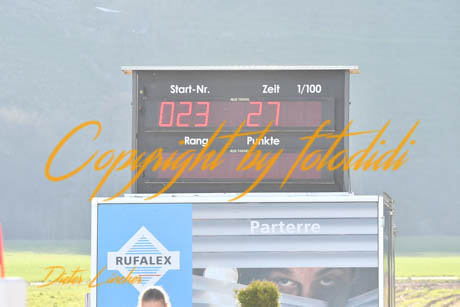 Start-Nr. Zeit 1/100
023 27
Rang Punkte
Copyright by fotodidi
Parterre
RUFALEX
Dieter Locher